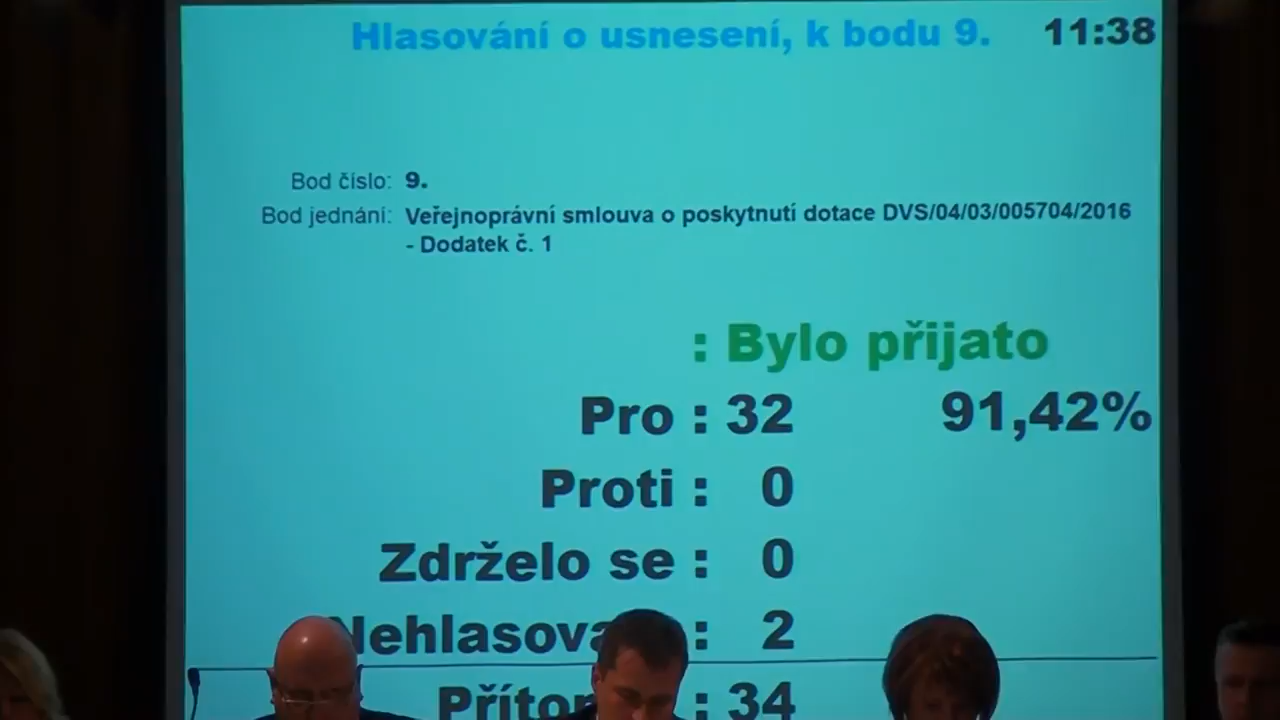 Hlasování o usnesení, k bodu 9. 11:38
Bod číslo: 9.
Bod jednání: Veřejnoprávní smlouva o poskytnutí dotace DVS/04/03/005704/2016
- Dodatek č. 1
: Bylo přijato
Pro : 32 91,42%
Proti : 0
Zdrželo se : 0
: 2
: 34